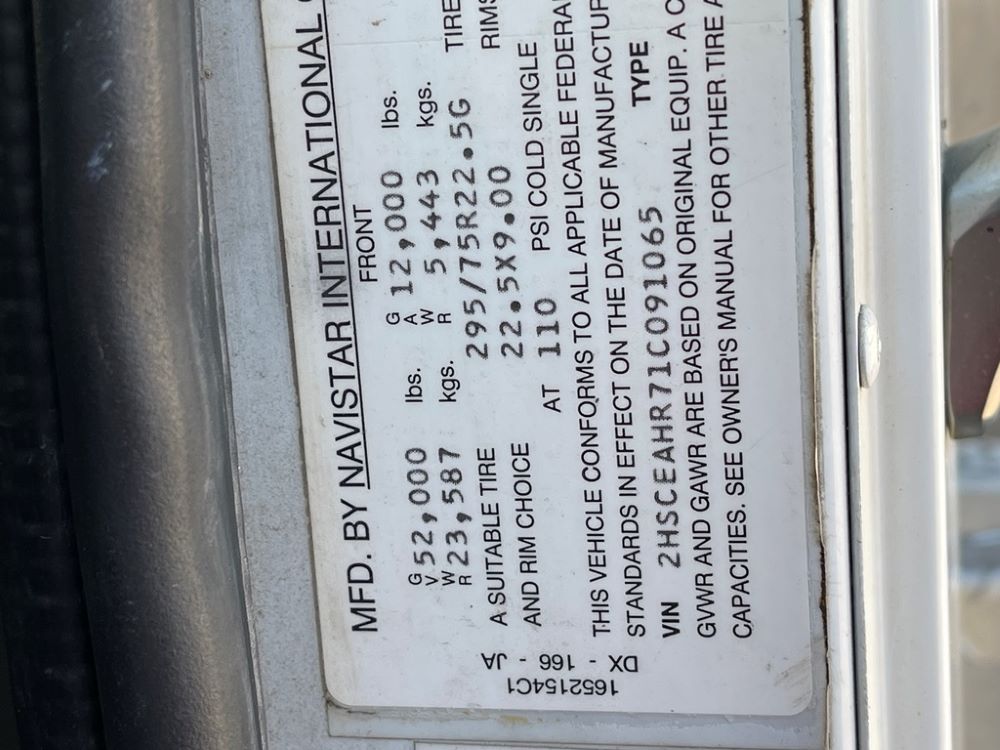 MFD. BY NAVISTAR INTERNATIONAL
FRONT
GVWR 52,000 lbs. GAWR 12,000 lbs.
23,587 kgs. 5,443 kgs.
A SUITABLE TIRE 295/75R22.5G TIRE
AND RIM CHOICE 22.5X9.00 RIMS
AT 110 PSI COLD SINGLE
THIS VEHICLE CONFORMS TO ALL APPLICABLE FEDERA
STANDARDS IN EFFECT ON THE DATE OF MANUFACTUR
VIN 2HSCEAHR71C091065 TYPE
GVWR AND GAWR ARE BASED ON ORIGINAL EQUIP. A C
CAPACITIES. SEE OWNER'S MANUAL FOR OTHER TIRE A
1652154C1
DX - 166 - JA